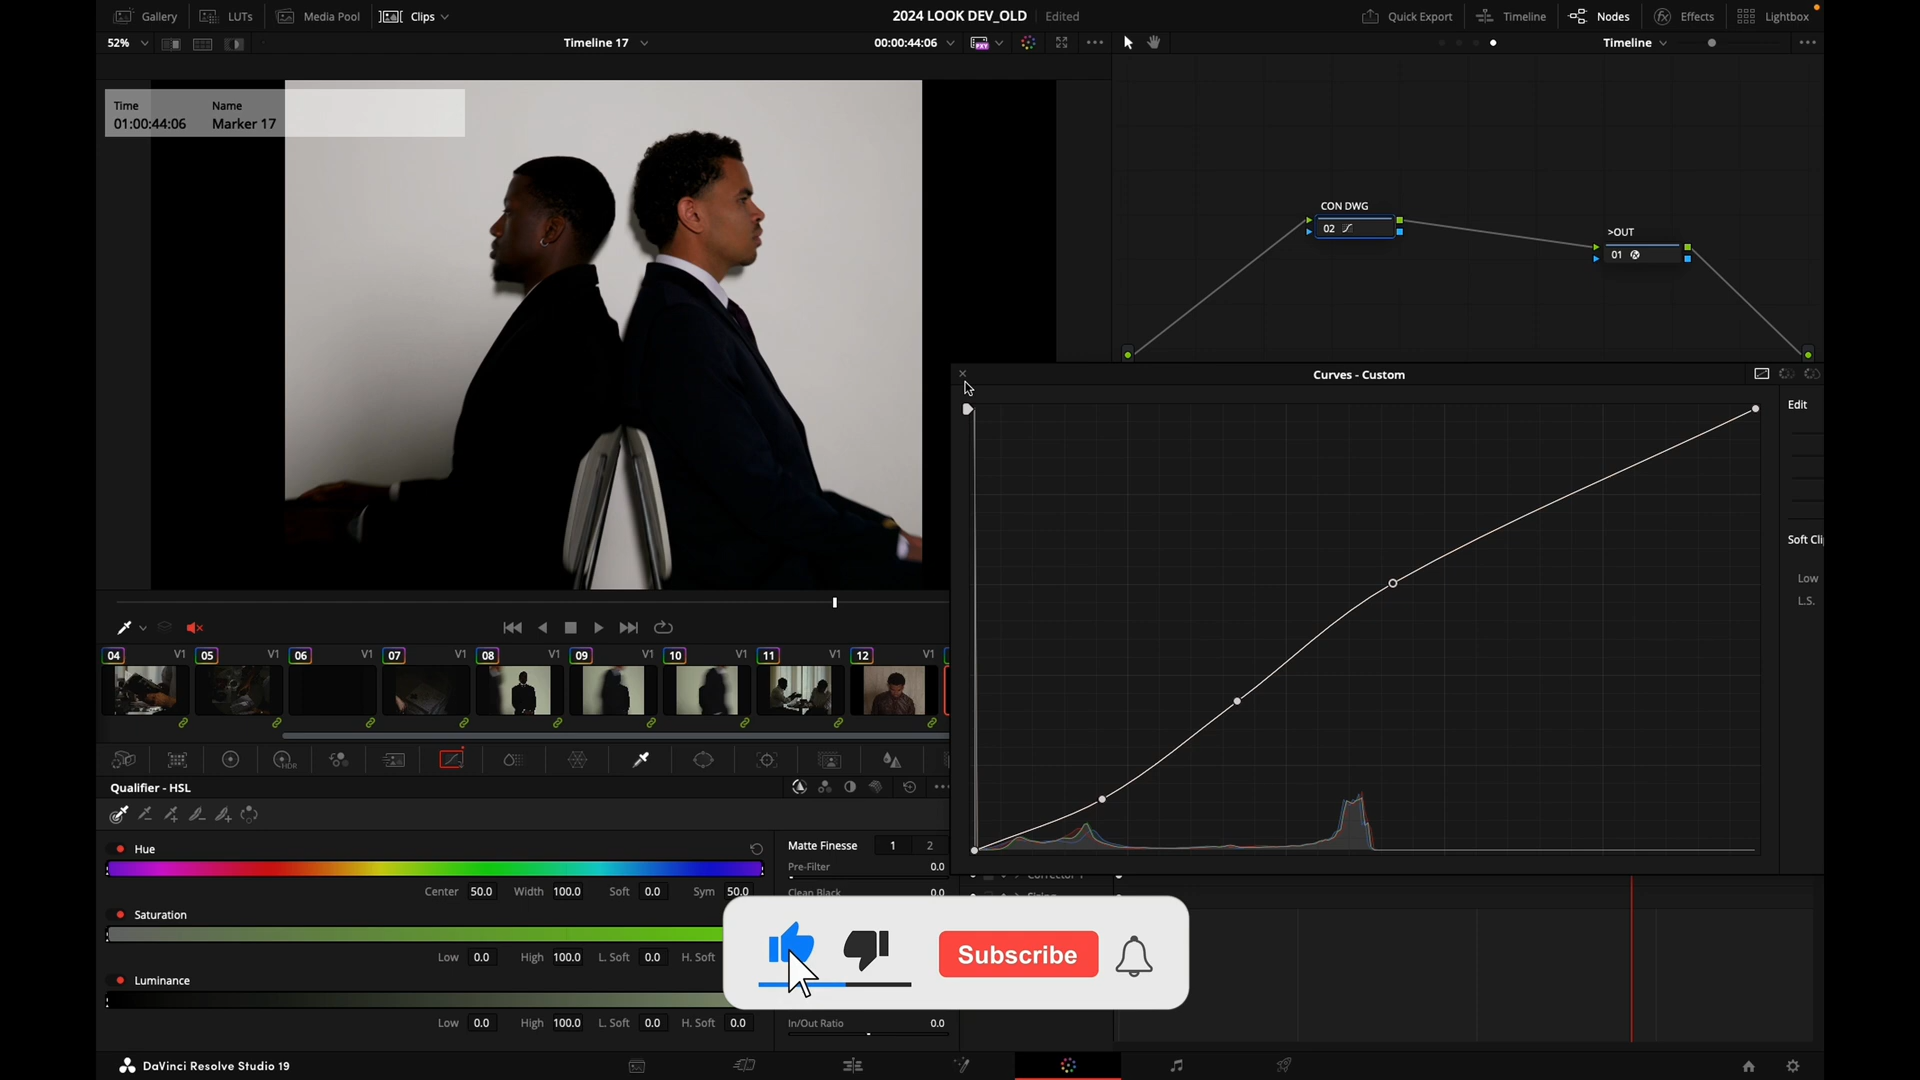 Gallery LUTs Media Pool Clips 2024 LOOK DEV_OLD Edited Quick Export Timeline Nodes Effects Lightbox
52% Timeline 17 00:00:44:06 Timeline
Time Name
01:00:44:06 Marker 17
CON DWG
02
>OUT
01
Curves - Custom
Edit
Soft Cli
Low
L.S.
04 V1 05 V1 06 V1 07 V1 08 V1 09 V1 10 V1 11 V1 12 V1
HDR
Qualifier - HSL
Hue
Center 50.0 Width 100.0 Soft 0.0 Sym 50.0
Saturation
Low 0.0 High 100.0 L. Soft 0.0 H. Soft
Luminance
Low 0.0 High 100.0 L. Soft 0.0 H. Soft 0.0
Matte Finesse 1 2
Pre-Filter 0.0
Clean Black 0.0
In/Out Ratio 0.0
Subscribe
DaVinci Resolve Studio 19